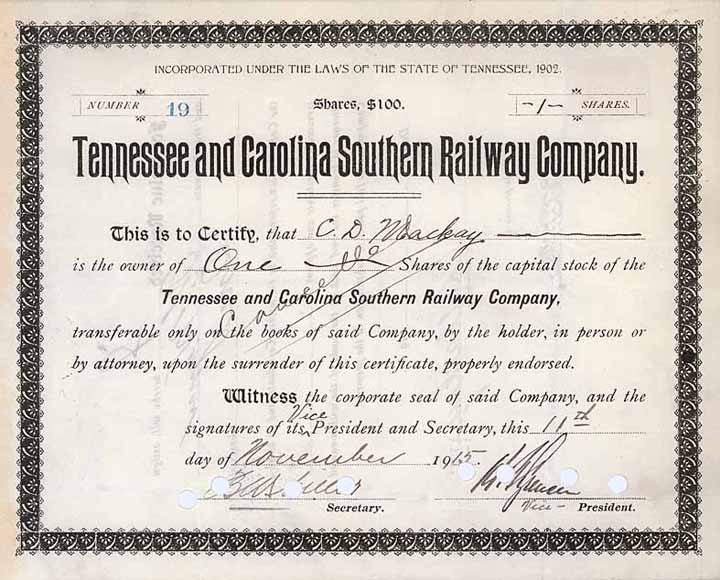 INCORPORATED UNDER THE LAWS OF THE STATE OF TENNESSEE, 1902.
NUMBER 19 Shares, $100. -1- SHARES.
Tennessee and Carolina Southern Railway Company.
This is to Certify, that C. D. Mackay
is the owner of One Shares of the capital stock of the
Tennessee and Carolina Southern Railway Company,
transferable only on the books of said Company, by the holder, in person or
by attorney, upon the surrender of this certificate, properly endorsed.
Witness the corporate seal of said Company, and the
Vice
signatures of its President and Secretary, this 11th
day of November 1915.
Secretary. Vice- President.